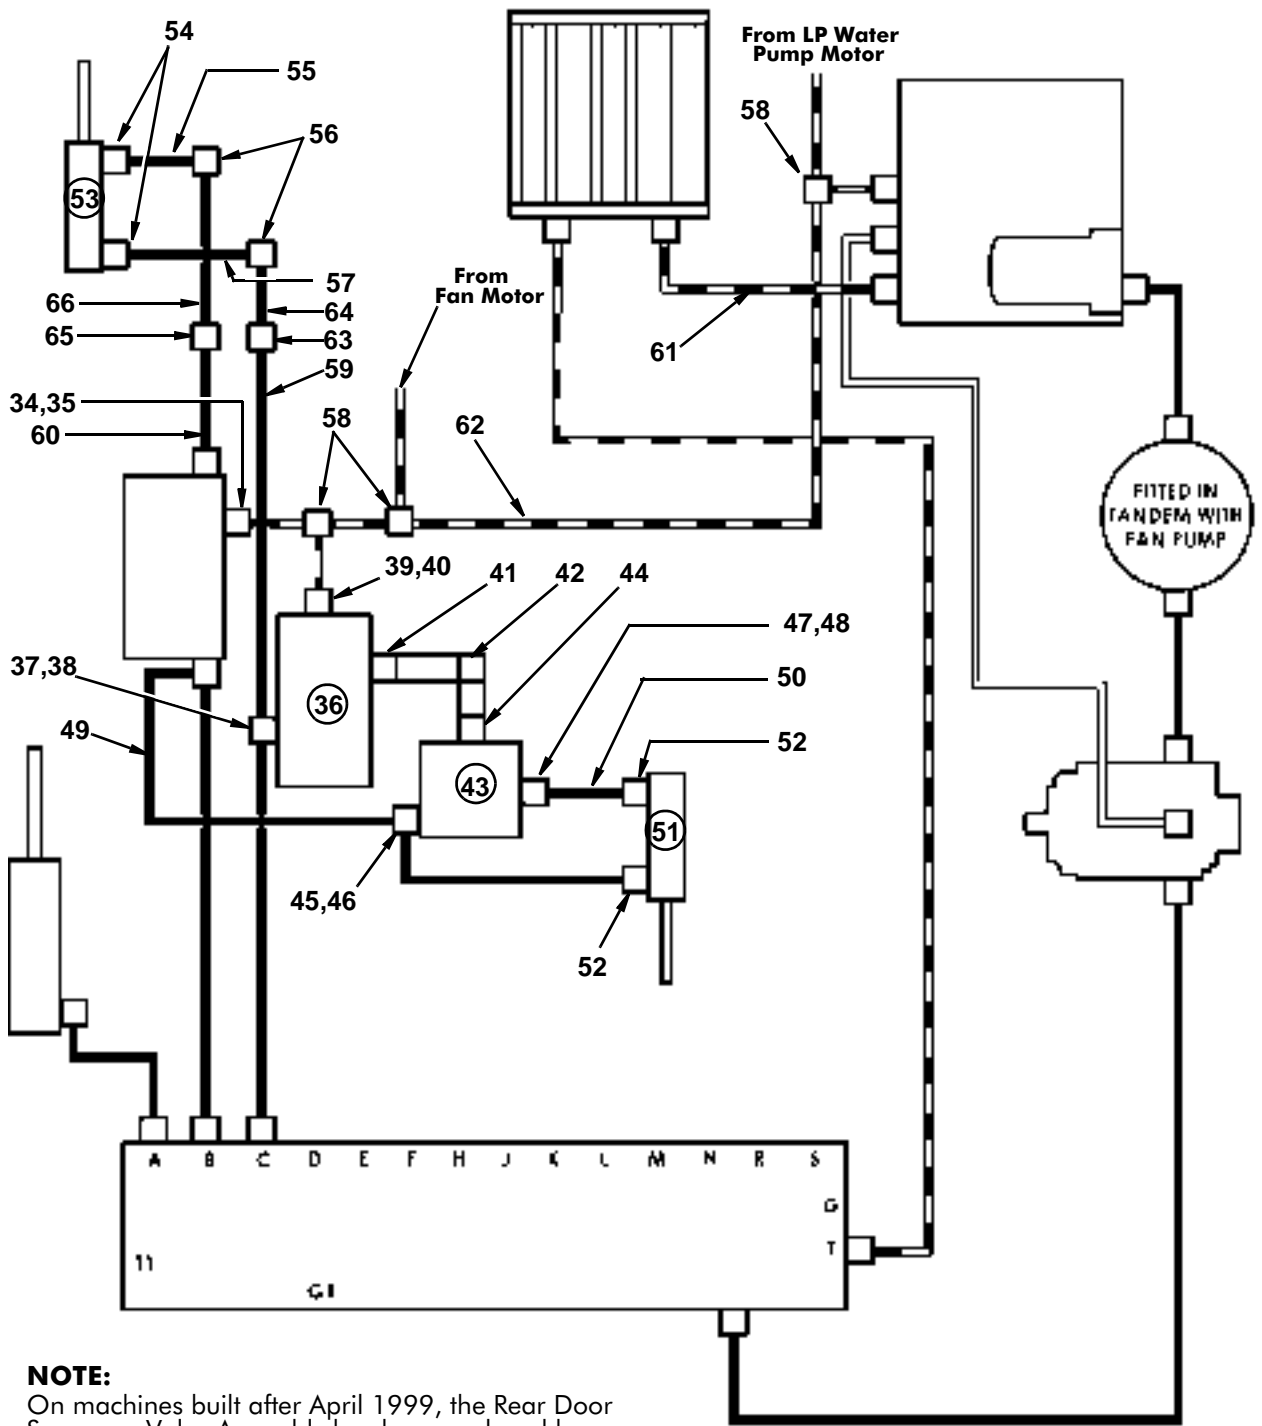 54
From LP Water
Pump Motor
55
58
56
53
57
From
Fan Motor
66
64
65
63
61
59
34,35
58
62
60
FITTED IN
TANDEM WITH
FAN PUMP
39,40
41
42
44
47,48
37,38
50
36
49
52
43
51
45,46
52
A B C D E F H J K L M N R S
G
T
11
G1
NOTE:
On machines built after April 1999, the Rear Door